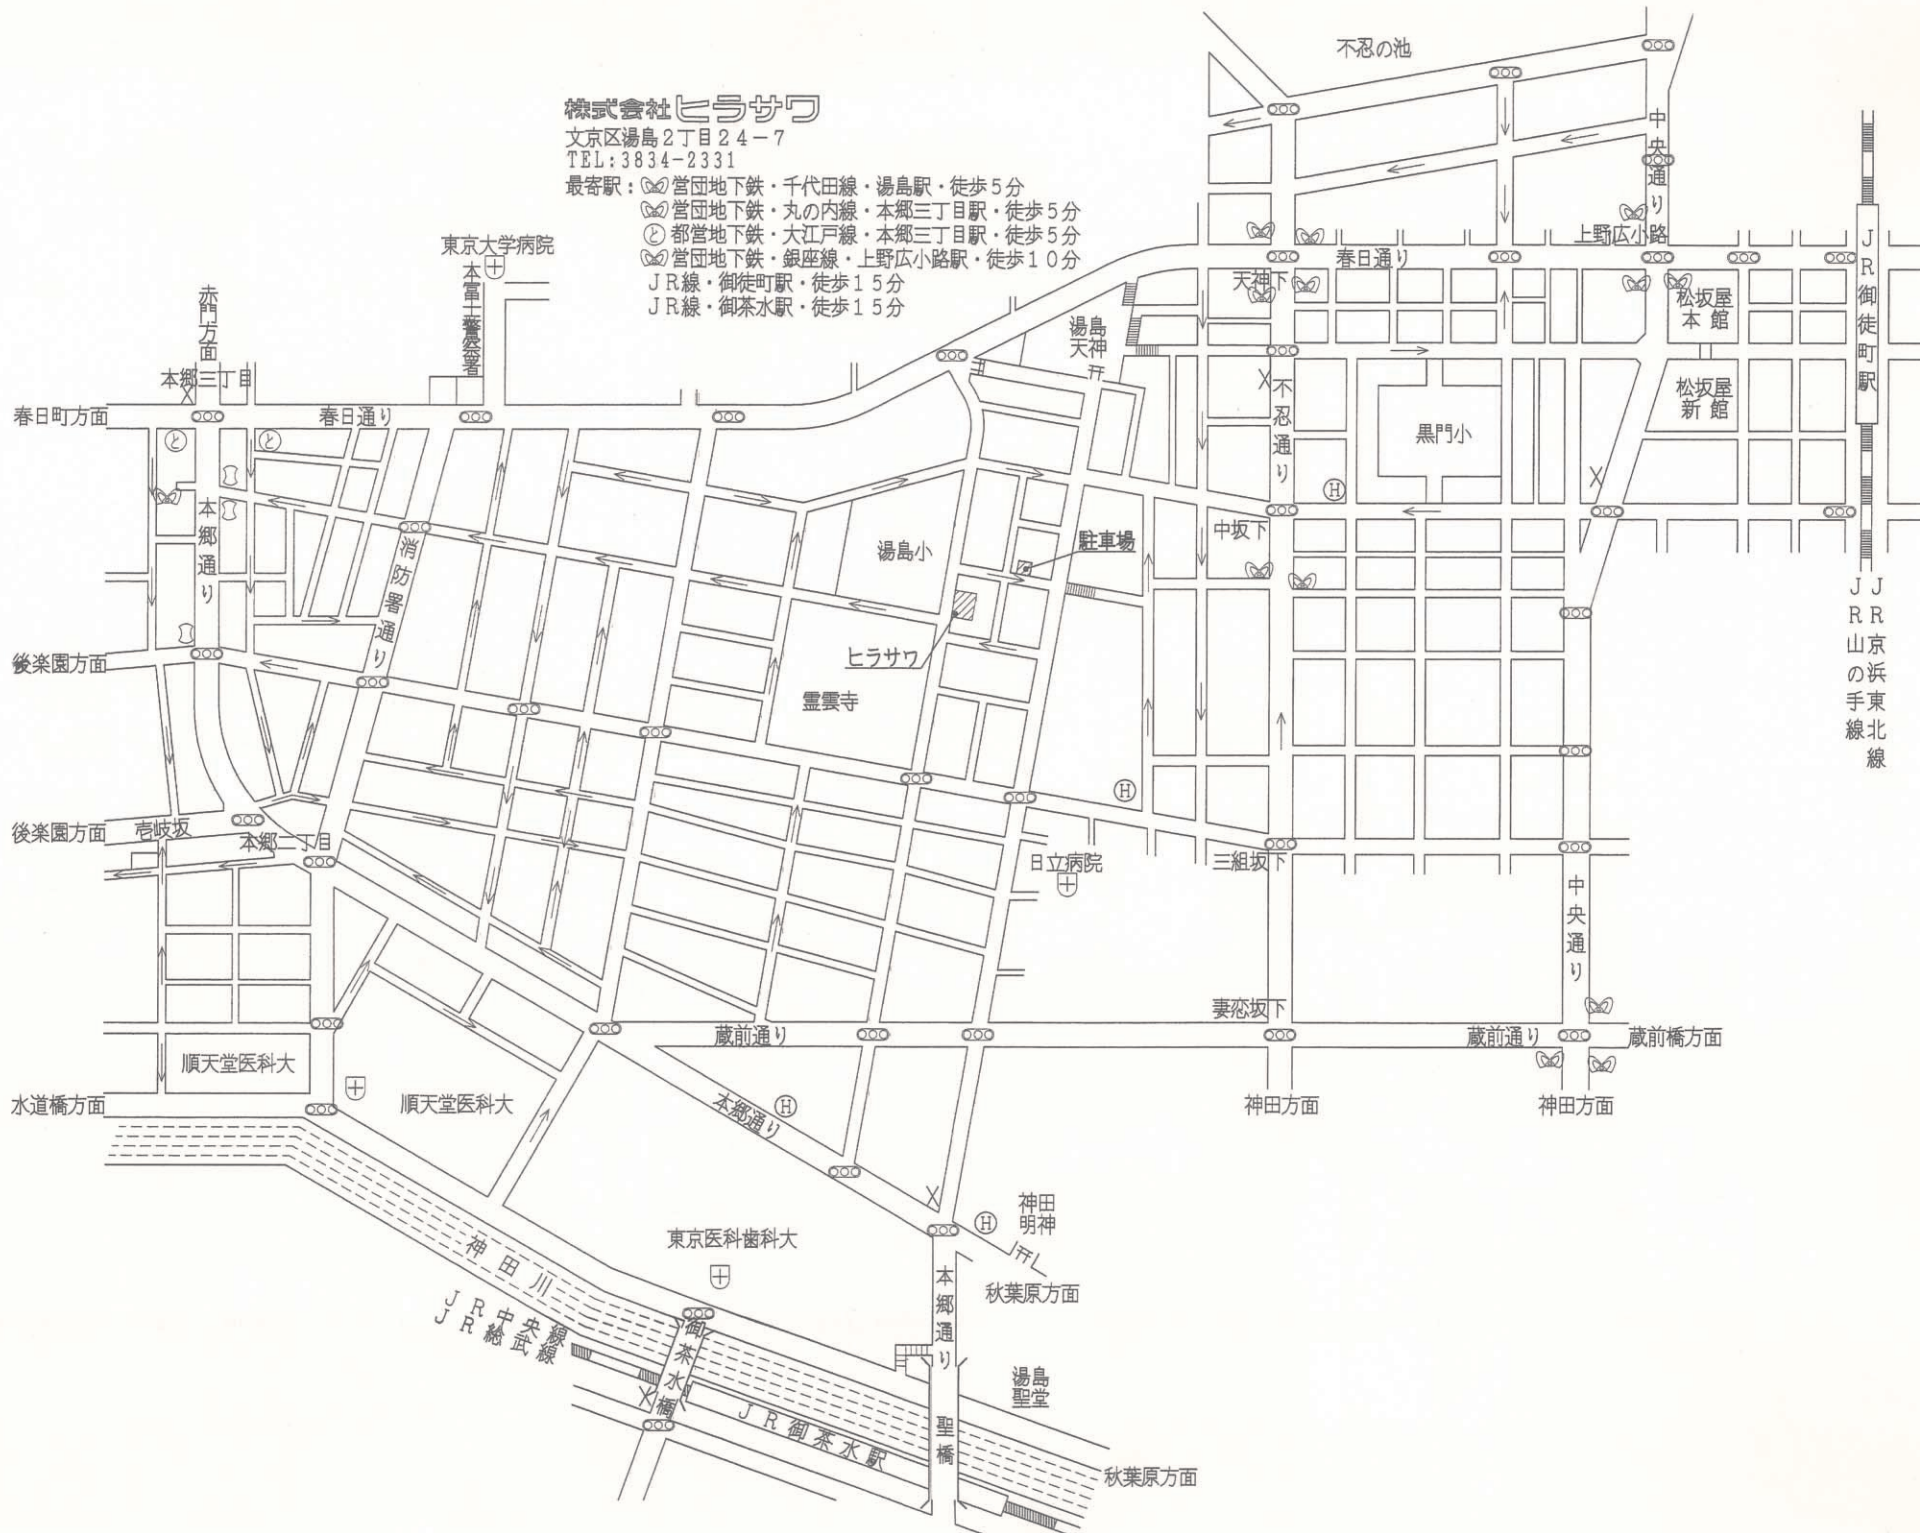 株式会社ヒラサワ
文京区湯島2丁目24-7
TEL:3834-2331
最寄駅:営団地下鉄・千代田線・湯島駅・徒歩5分
営団地下鉄・丸の内線・本郷三丁目駅・徒歩5分
と 都営地下鉄・大江戸線・本郷三丁目駅・徒歩5分
営団地下鉄・銀座線・上野広小路駅・徒歩10分
JR線・御徒町駅・徒歩15分
JR線・御茶水駅・徒歩15分
不忍の池
中央通り
上野広小路
春日通り
天神下
松坂屋
本館
松坂屋
新館
JR御徒町駅
東京大学病院
本富士警察署
赤門方面
本郷三丁目
春日町方面
春日通り
と
と
湯島
天神
不忍通り
黒門小
H
中坂下
駐車場
湯島小
消防署通り
本郷通り
ヒラサワ
霊雲寺
後楽園方面
JR山の手線
JR京浜東北線
H
後楽園方面
壱岐坂
本郷二丁目
日立病院
三組坂下
中央通り
妻恋坂下
蔵前通り
蔵前通り
蔵前橋方面
順天堂医科大
順天堂医科大
水道橋方面
H
本郷通り
神田方面
神田方面
H
神田
明神
東京医科歯科大
秋葉原方面
本郷通り
神田川
JR中央線
JR総武線
御茶水橋
湯島
聖堂
JR御茶水駅
聖橋
秋葉原方面